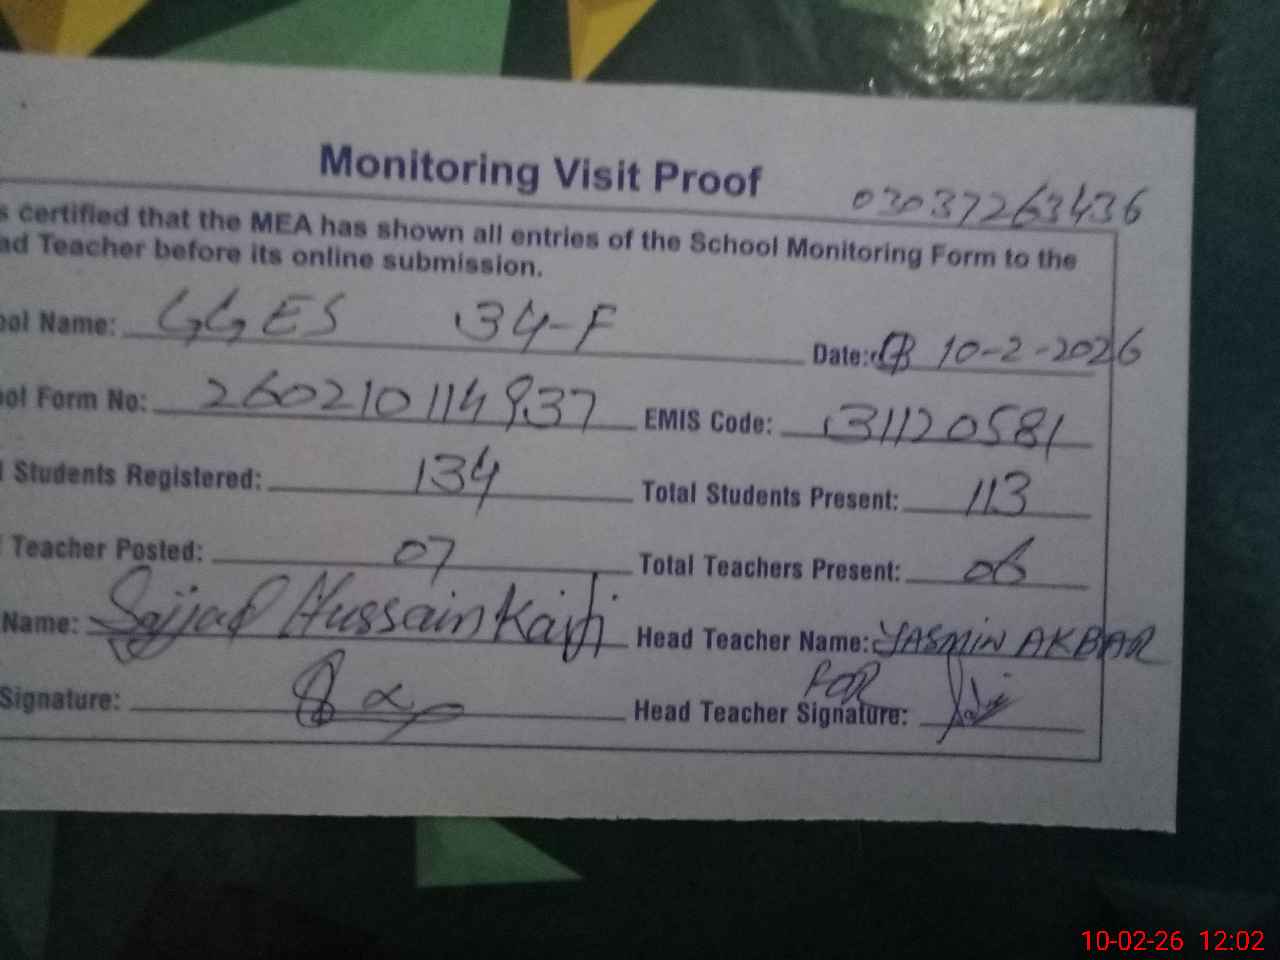 Monitoring Visit Proof
03037263436
s certified that the MEA has shown all entries of the School Monitoring Form to the
ad Teacher before its online submission.
ool Name: GGES 34-F
Date: 10-2-2026
ool Form No: 260210114937 EMIS Code: 31120581
l Students Registered: 134 Total Students Present: 113
Teacher Posted: 07 Total Teachers Present: 06
Name: Sajjad Hussain Head Teacher Name: YASMIN AKBAR
FOR
Signature: Head Teacher Signature:
10-02-26 12:02